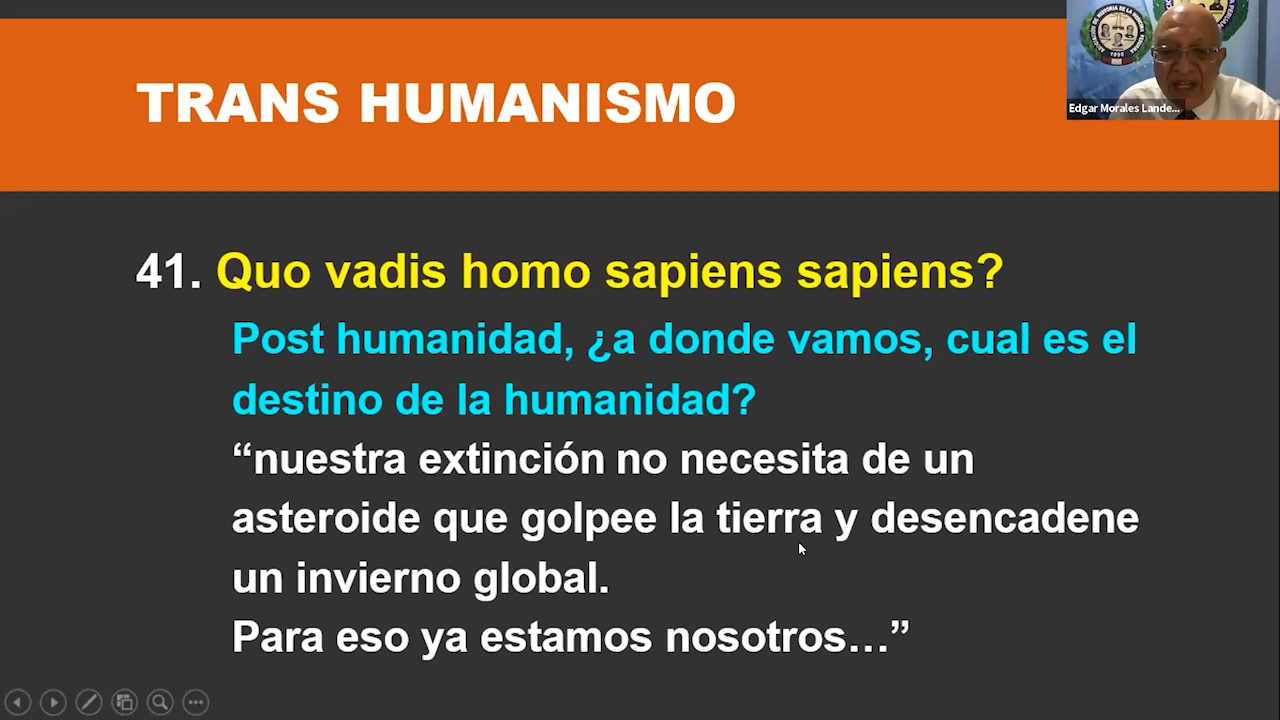 TRANS HUMANISMO
Edgar Morales Lande...
41. Quo vadis homo sapiens sapiens?
Post humanidad, ¿a donde vamos, cual es el
destino de la humanidad?
“nuestra extinción no necesita de un
asteroide que golpee la tierra y desencadene
un invierno global.
Para eso ya estamos nosotros…”